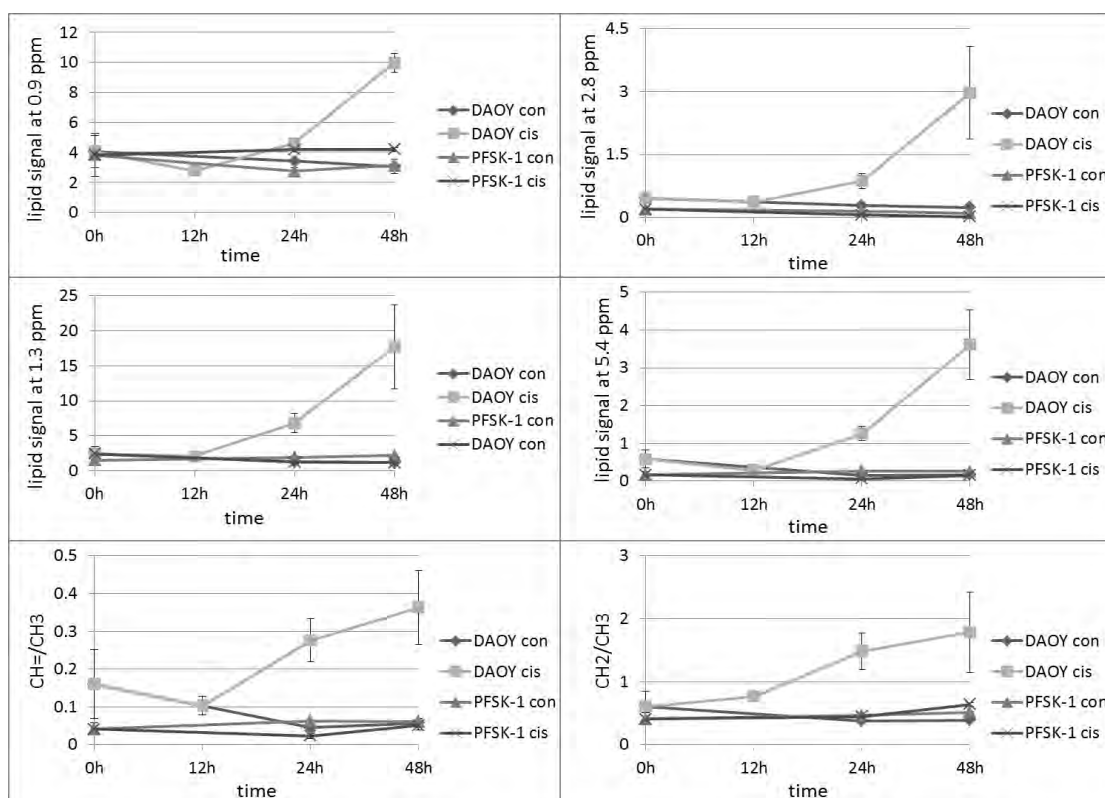 lipid signal at 0.9 ppm
12
10
8
6
4
2
0
0h 12h 24h 48h
time
DAOY con
DAOY cis
PFSK-1 con
PFSK-1 cis
lipid signal at 2.8 ppm
4.5
3
1.5
0
0h 12h 24h 48h
time
DAOY con
DAOY cis
PFSK-1 con
PFSK-1 cis
lipid signal at 1.3 ppm
25
20
15
10
5
0
0h 12h 24h 48h
time
DAOY con
DAOY cis
PFSK-1 con
DAOY con
lipid signal at 5.4 ppm
5
4
3
2
1
0
0h 12h 24h 48h
time
DAOY con
DAOY cis
PFSK-1 con
PFSK-1 cis
CH=/CH3
0.5
0.4
0.3
0.2
0.1
0
0h 12h 24h 48h
time
DAOY con
DAOY cis
PFSK-1 con
PFSK-1 cis
CH2/CH3
3
2
1
0
0h 12h 24h 48h
time
DAOY con
DAOY cis
PFSK-1 con
PFSK-1 cis